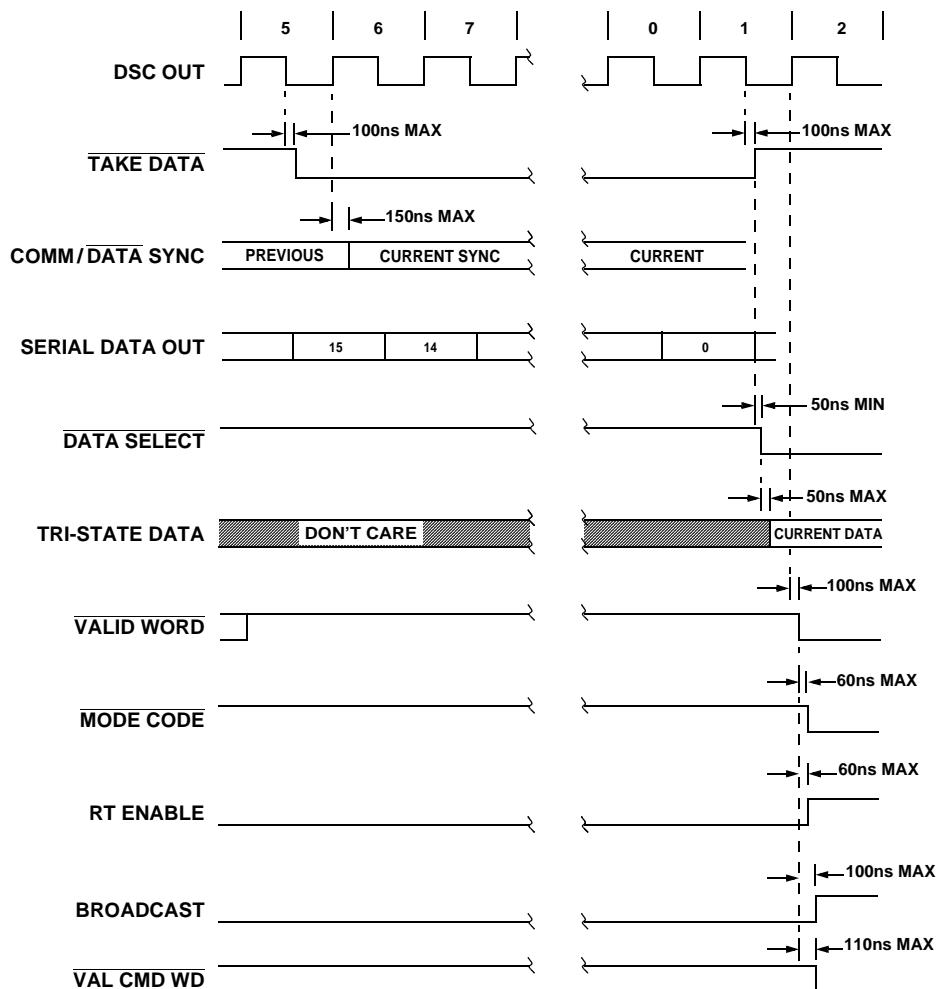 5 6 7 0 1 2
DSC OUT
100ns MAX 100ns MAX
TAKE DATA
150ns MAX
COMM/DATA SYNC PREVIOUS CURRENT SYNC CURRENT
SERIAL DATA OUT 15 14 0
50ns MIN
DATA SELECT
50ns MAX
TRI-STATE DATA DON'T CARE CURRENT DATA
100ns MAX
VALID WORD
60ns MAX
MODE CODE
60ns MAX
RT ENABLE
100ns MAX
BROADCAST
110ns MAX
VAL CMD WD